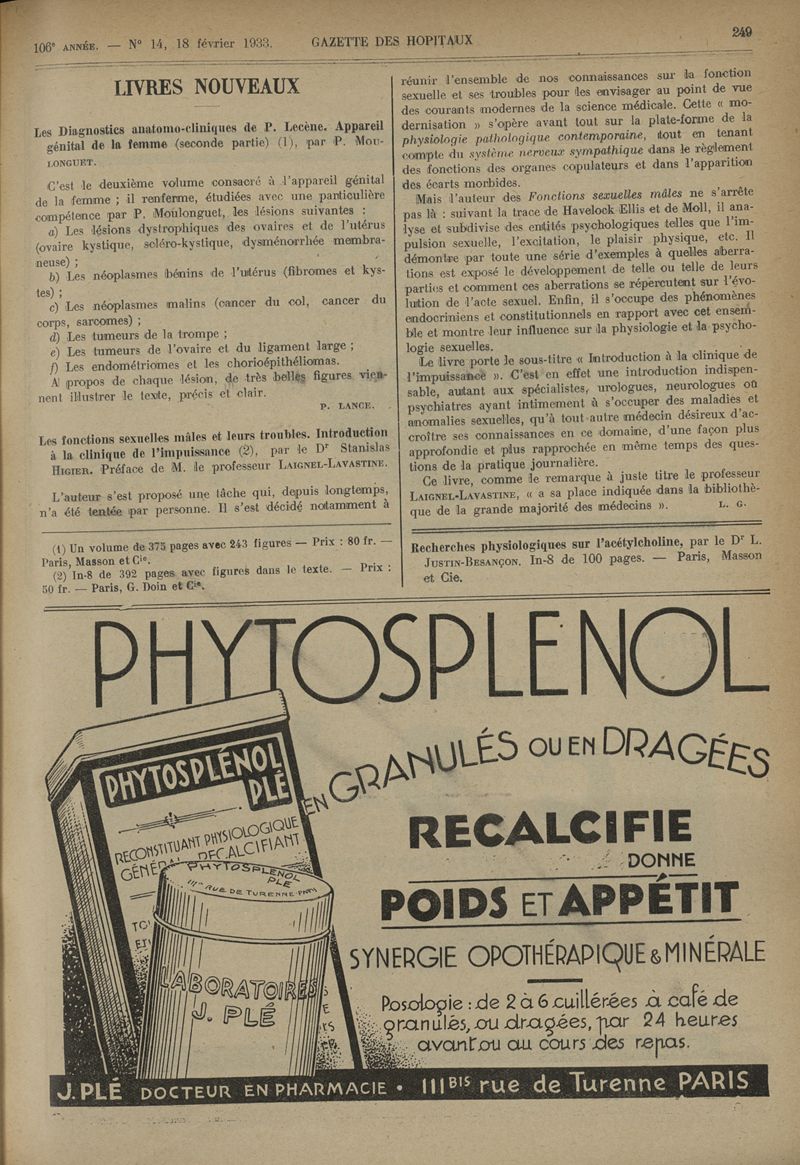 106e ANNÉE. — N° 14, 18 février 1933. GAZETTE DES HOPITAUX 249
LIVRES NOUVEAUX
Les Diagnostics anatomo-cliniques de P. Lecène. Appareil
génital de la femme (seconde partie) (1), par P. MOU-
LONGUET.
C'est le deuxième volume consacré à l'appareil génital
de la femme ; il renferme, étudiées avec une particulière
compétence par P. Moulonguet, les lésions suivantes :
a) Les lésions dystrophiques des ovaires et de l'utérus
(ovaire kystique, scléro-kystique, dysménorrhée membra-
neuse) ;
b) Les néoplasmes bénins de l'utérus (fibromes et kys-
tes) ;
c) Les néoplasmes malins (cancer du col, cancer du
corps, sarcomes) ;
d) Les tumeurs de la trompe ;
e) Les tumeurs de l'ovaire et du ligament large ;
f) Les endométriomes et les chorioépithéliomas.
A propos de chaque lésion, de très belles figures vien-
nent illustrer le texte, précis et clair.
P. LANCE.
Les fonctions sexuelles mâles et leurs troubles. Introduction
à la clinique de l'impuissance (2), par le Dr Stanislas
HIGIER. Préface de M. le professeur LAIGNEL-LAVASTINE.
L'auteur s'est proposé une tâche qui, depuis longtemps,
n'a été tentée par personne. Il s'est décidé notamment à
(1) Un volume de 375 pages avec 243 figures — Prix : 80 fr. —
Paris, Masson et Cie.
(2) In-8 de 392 pages avec figures dans le texte. — Prix :
50 fr. — Paris, G. Doin et Cie.
réunir l'ensemble de nos connaissances sur la fonction
sexuelle et ses troubles pour les envisager au point de vue
des courants modernes de la science médicale. Cette « mo-
dernisation » s'opère avant tout sur la plate-forme de la
physiologie pathologique contemporaine, tout en tenant
compte du système nerveux sympathique dans le règlement
des fonctions des organes copulateurs et dans l'apparition
des écarts morbides.
Mais l'auteur des Fonctions sexuelles mâles ne s'arrête
pas là : suivant la trace de Havelock Ellis et de Moll, il ana-
lyse et subdivise des entités psychologiques telles que l'im-
pulsion sexuelle, l'excitation, le plaisir physique, etc. Il
démontre par toute une série d'exemples à quelles aberra-
tions est exposé le développement de telle ou telle de leurs
parties et comment ces aberrations se répercutent sur l'évo-
lution de l'acte sexuel. Enfin, il s'occupe des phénomènes
endocriniens et constitutionnels en rapport avec cet ensem-
ble et montre leur influence sur la physiologie et la psycho-
logie sexuelles.
Le livre porte le sous-titre « Introduction à la clinique de
l'impuissance ». C'est en effet une introduction indispen-
sable, autant aux spécialistes, urologues, neurologues où
psychiatres ayant intimement à s'occuper des maladies et
anomalies sexuelles, qu'à tout autre médecin désireux d'ac-
croître ses connaissances en ce domaine, d'une façon plus
approfondie et plus rapprochée en même temps des ques-
tions de la pratique journalière.
Ce livre, comme le remarque à juste titre le professeur
LAIGNEL-LAVASTINE, « a sa place indiquée dans la bibliothè-
que de la grande majorité des médecins ». L. G.
Recherches physiologiques sur l'acétylcholine, par le Dr L.
JUSTIN-BESANÇON. In-8 de 100 pages. — Paris, Masson
et Cie.
PHYTOSPLENOL
EN GRANULÉS OU EN DRAGÉES
RECALCIFIE
DONNE
POIDS ET APPÉTIT
SYNERGIE OPOTHÉRAPIQUE & MINÉRALE
Posologie : de 2 à 6 cuillérées à café de
granulés, ou dragées, par 24 heures
avant ou au cours des repas.
PHYTOSPLÉNOL
PLÉ
RECONSTITUANT PHYSIOLOGIQUE
GÉNÉRAL RECALCIFIANT
PHYTOSPLENOL
PLÉ
RUE DE TURENNE PARIS
LABORATOIRES
J. PLÉ
J. PLÉ DOCTEUR EN PHARMACIE • 111BIS rue de Turenne PARIS